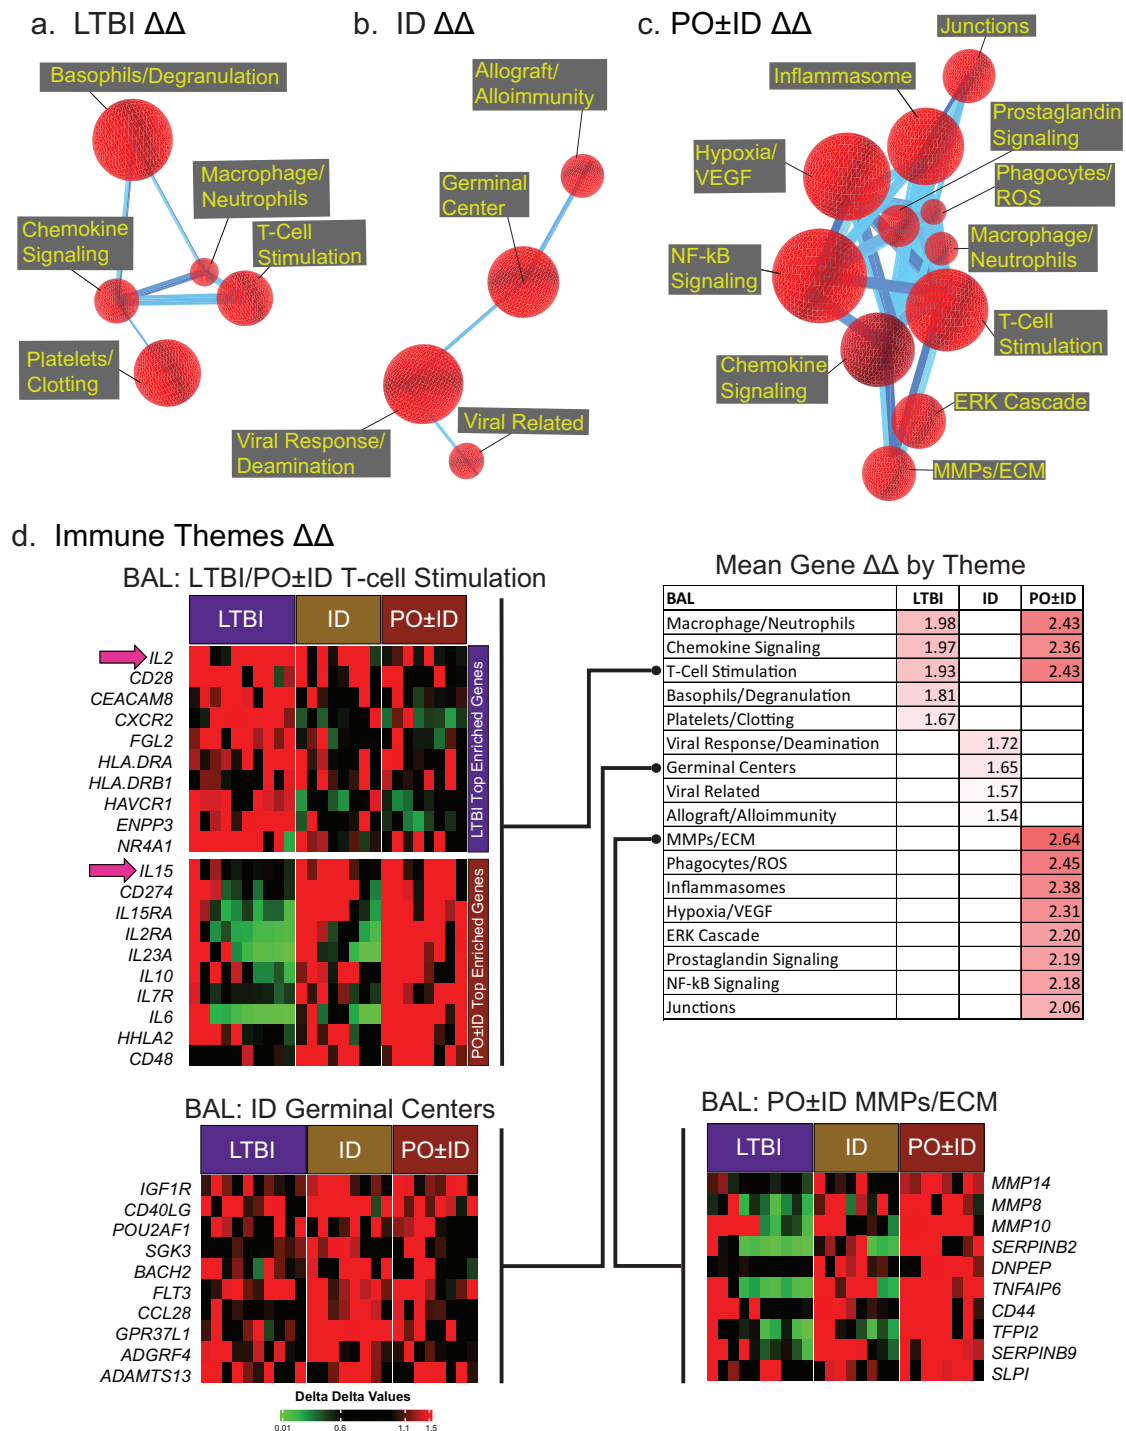 a. LTBI ΔΔ
Basophils/Degranulation
Macrophage/
Neutrophils
Chemokine
Signaling
T-Cell
Stimulation
Platelets/
Clotting
b. ID ΔΔ
Allograft/
Alloimmunity
Germinal
Center
Viral Related
Viral Response/
Deamination
c. PO±ID ΔΔ
Junctions
Inflammasome
Prostaglandin
Signaling
Hypoxia/
VEGF
Phagocytes/
ROS
Macrophage/
Neutrophils
NF-kB
Signaling
T-Cell
Stimulation
Chemokine
Signaling
ERK Cascade
MMPs/ECM
d. Immune Themes ΔΔ
BAL: LTBI/PO±ID T-cell Stimulation
LTBI ID PO±ID
IL2
CD28
CEACAM8
CXCR2
FGL2
HLA.DRA
HLA.DRB1
HAVCR1
ENPP3
NR4A1
LTBI Top Enriched Genes
IL15
CD274
IL15RA
IL2RA
IL23A
IL10
IL7R
IL6
HHLA2
CD48
PO±ID Top Enriched Genes
Mean Gene ΔΔ by Theme
BAL LTBI ID PO±ID
Macrophage/Neutrophils 1.98 2.43
Chemokine Signaling 1.97 2.36
T-Cell Stimulation 1.93 2.43
Basophils/Degranulation 1.81
Platelets/Clotting 1.67
Viral Response/Deamination 1.72
Germinal Centers 1.65
Viral Related 1.57
Allograft/Alloimmunity 1.54
MMPs/ECM 2.64
Phagocytes/ROS 2.45
Inflammasomes 2.38
Hypoxia/VEGF 2.31
ERK Cascade 2.20
Prostaglandin Signaling 2.19
NF-kB Signaling 2.18
Junctions 2.06
BAL: ID Germinal Centers
LTBI ID PO±ID
IGF1R
CD40LG
POU2AF1
SGK3
BACH2
FLT3
CCL28
GPR37L1
ADGRF4
ADAMTS13
Delta Delta Values
0.01 0.6 1.1 1.5
BAL: PO±ID MMPs/ECM
LTBI ID PO±ID
MMP14
MMP8
MMP10
SERPINB2
DNPEP
TNFAIP6
CD44
TFPI2
SERPINB9
SLPI